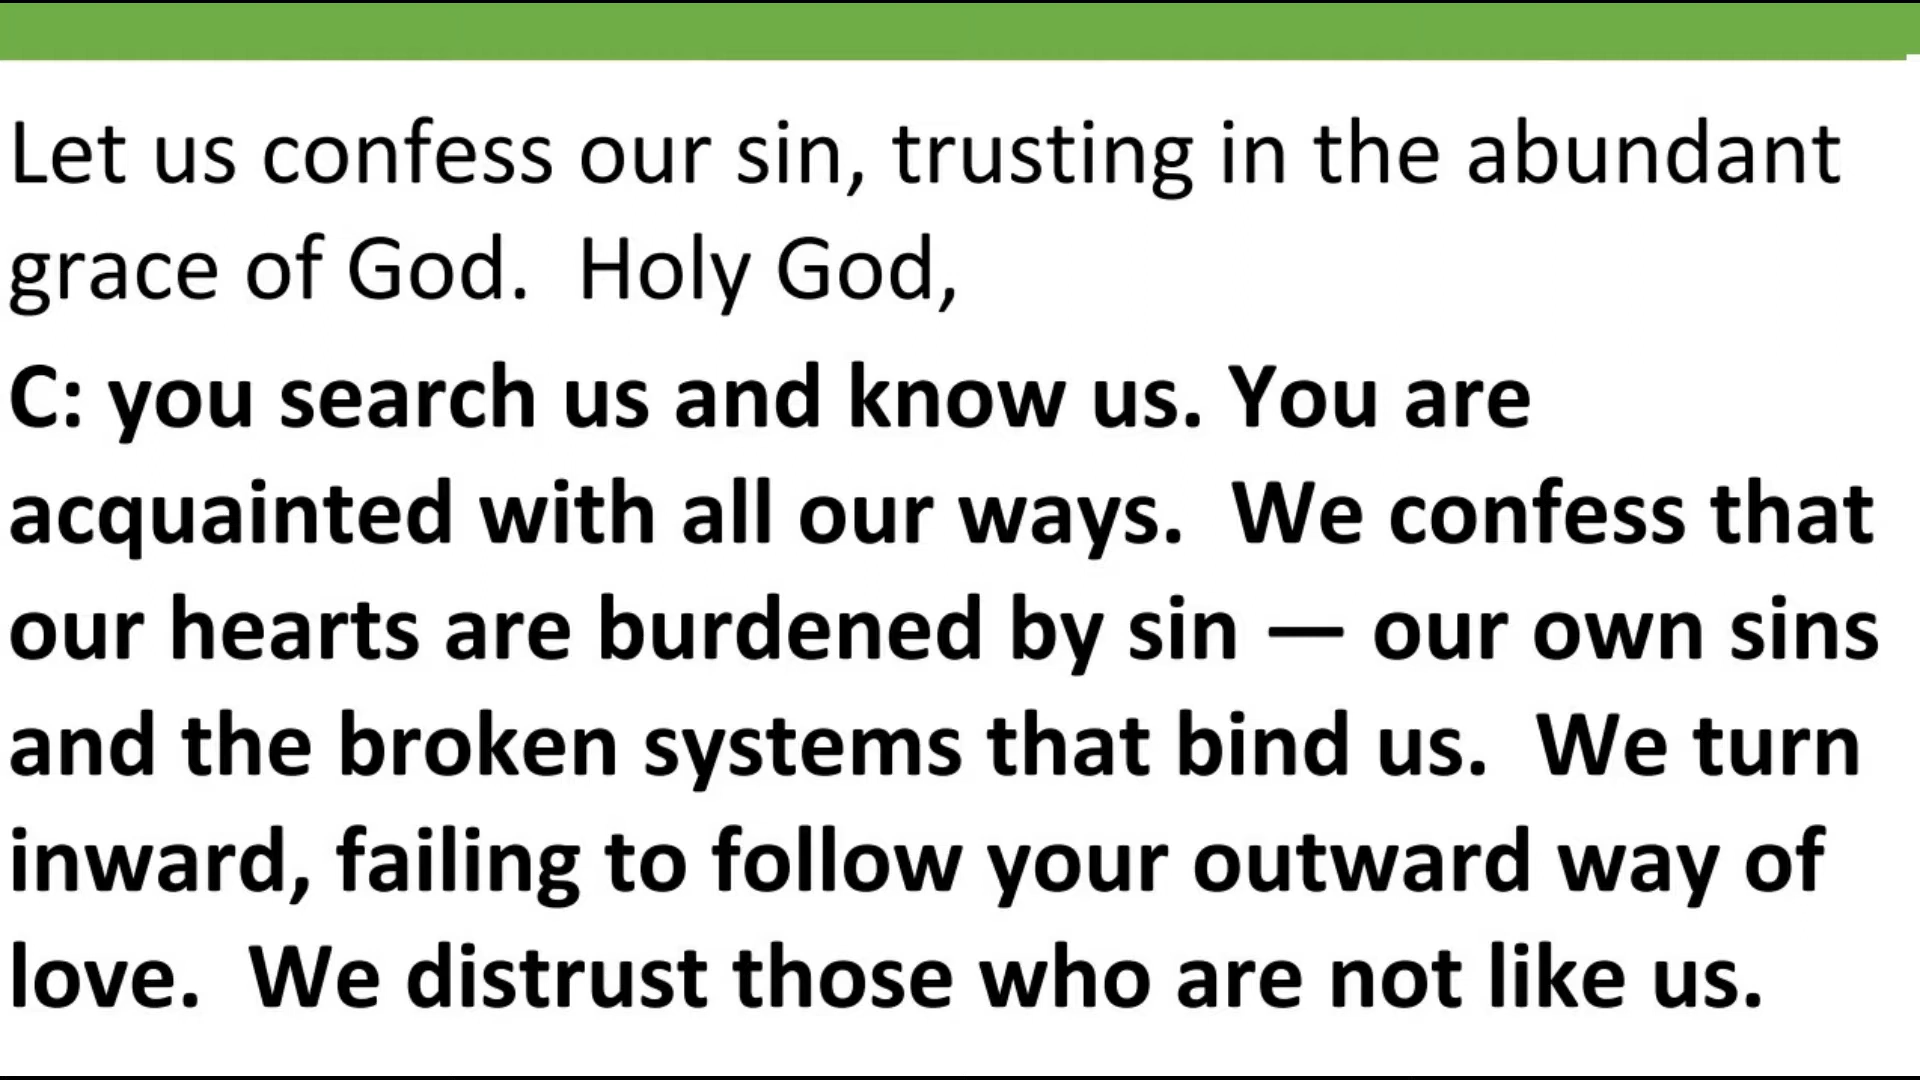 Let us confess our sin, trusting in the abundant
grace of God.  Holy God,
C: you search us and know us. You are
acquainted with all our ways.  We confess that
our hearts are burdened by sin — our own sins
and the broken systems that bind us.  We turn
inward, failing to follow your outward way of
love.  We distrust those who are not like us.